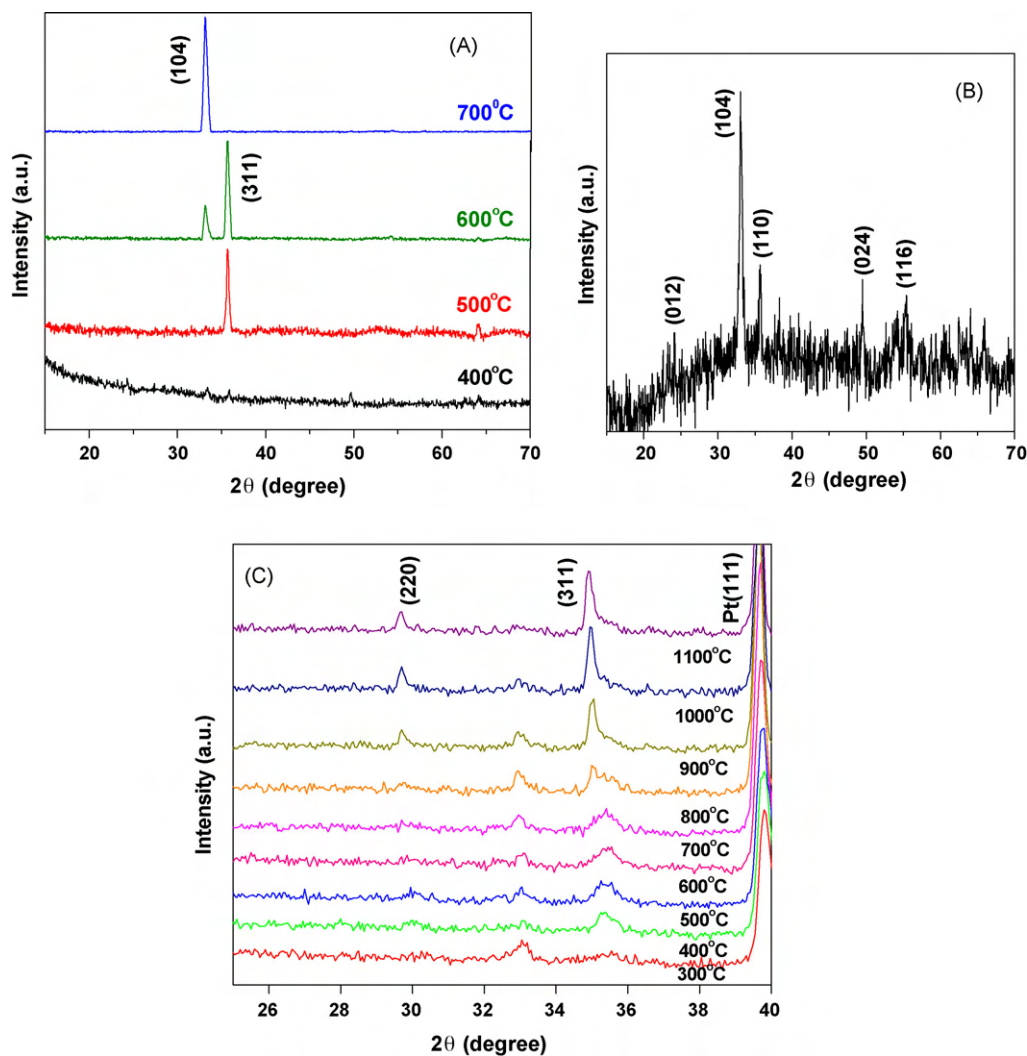 (A)
(104)
700⁰C
(311)
600°C
500°C
400°C
Intensity (a.u.)
20 30 40 50 60 70
2θ (degree)
(B)
(104)
(110)
(012)
(024)
(116)
Intensity (a.u.)
20 30 40 50 60 70
2θ (degree)
(C)
(220)
(311)
Pt(111)
1100°C
1000°C
900°C
800°C
700°C
600°C
500°C
400°C
300°C
Intensity (a.u.)
26 28 30 32 34 36 38 40
2θ (degree)